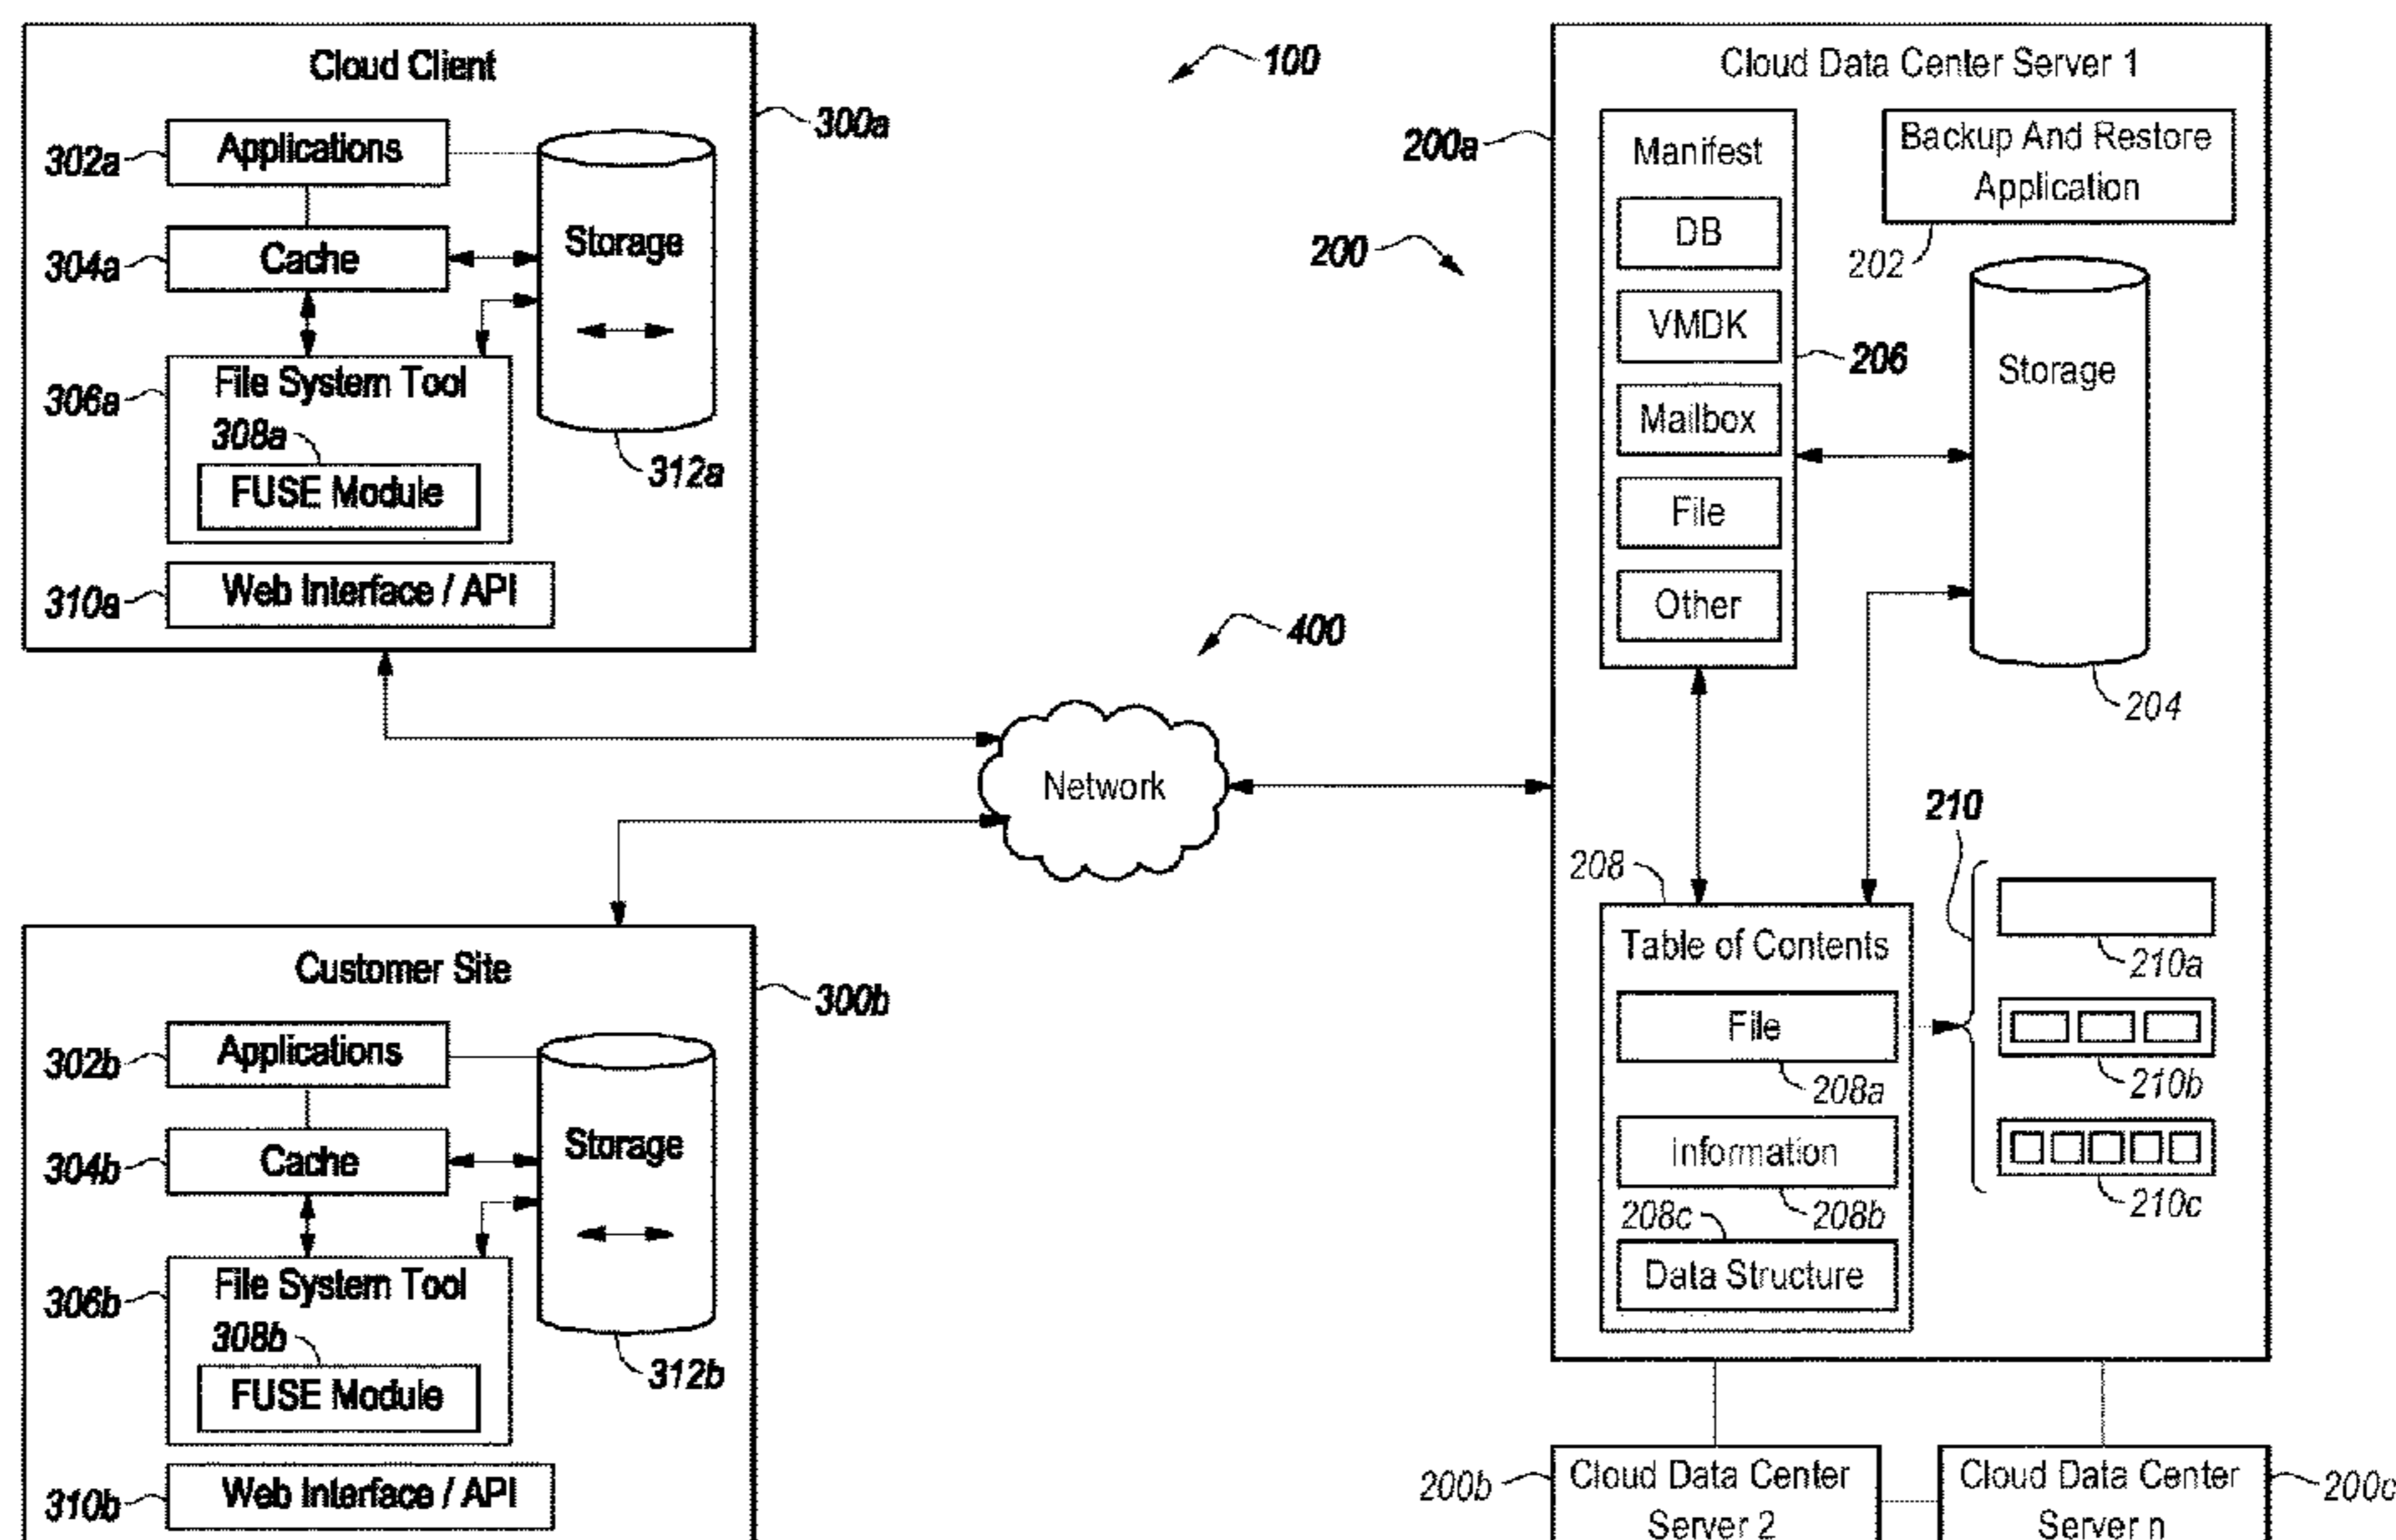 Cloud Client
300a
302a
Applications
304a
Cache
Storage
306a
File System Tool
308a
FUSE Module
312a
310a
Web Interface / API
100
200
400
Network
Customer Site
300b
302b
Applications
304b
Cache
Storage
306b
File System Tool
308b
FUSE Module
312b
310b
Web Interface / API
Cloud Data Center Server 1
200a
Manifest
DB
VMDK
Mailbox
File
Other
206
Backup And Restore
Application
202
Storage
204
208
Table of Contents
File
208a
Information
208b
208c
Data Structure
210
210a
210b
210c
200b
Cloud Data Center
Server 2
Cloud Data Center
Server n
200c